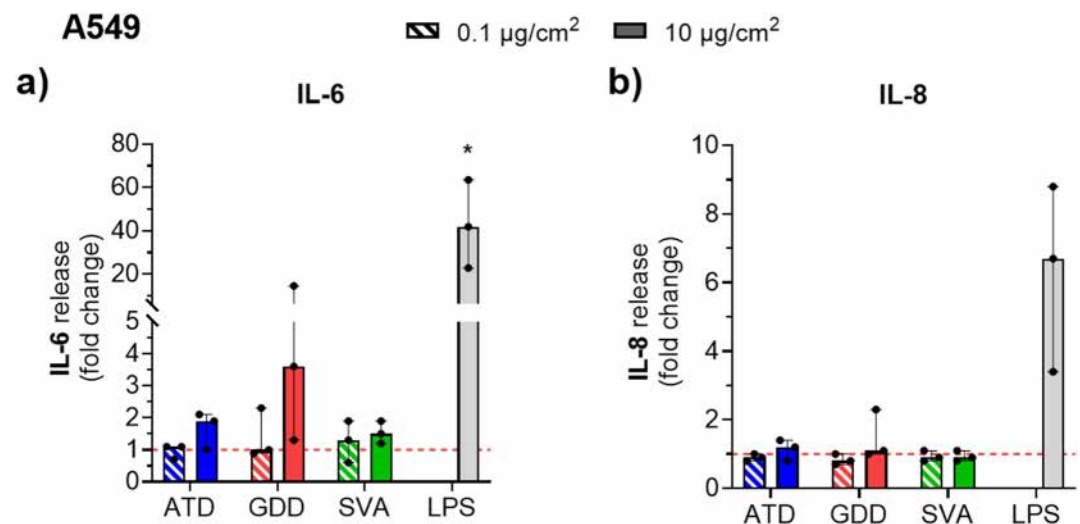 A549
0.1 µg/cm²
10 µg/cm²
a)
IL-6
IL-6 release
(fold change)
80
60
40
20
5
4
3
2
1
0
*
ATD
GDD
SVA
LPS
b)
IL-8
IL-8 release
(fold change)
10
8
6
4
2
0
ATD
GDD
SVA
LPS